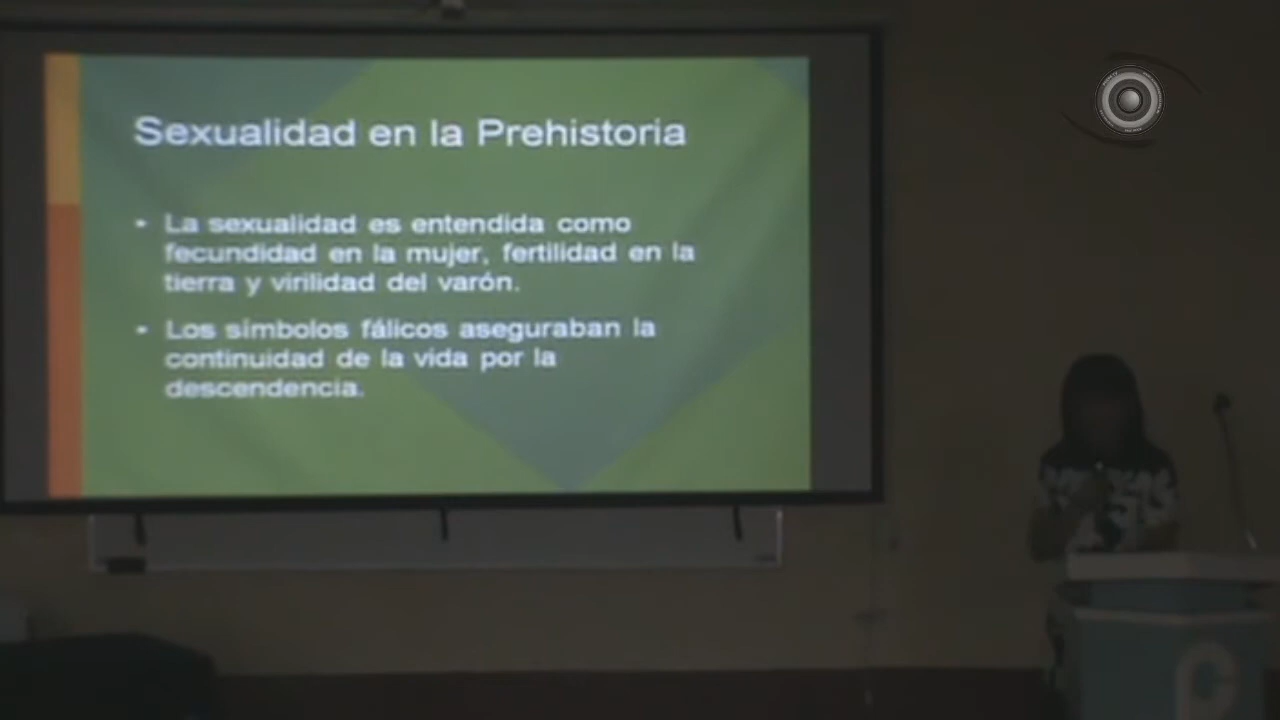 Sexualidad en la Prehistoria
- La sexualidad es entendida como
fecundidad en la mujer, fertilidad en la
tierra y virilidad del varón.
- Los simbolos fálicos aseguraban la
continuidad de la vida por la
descendencia.